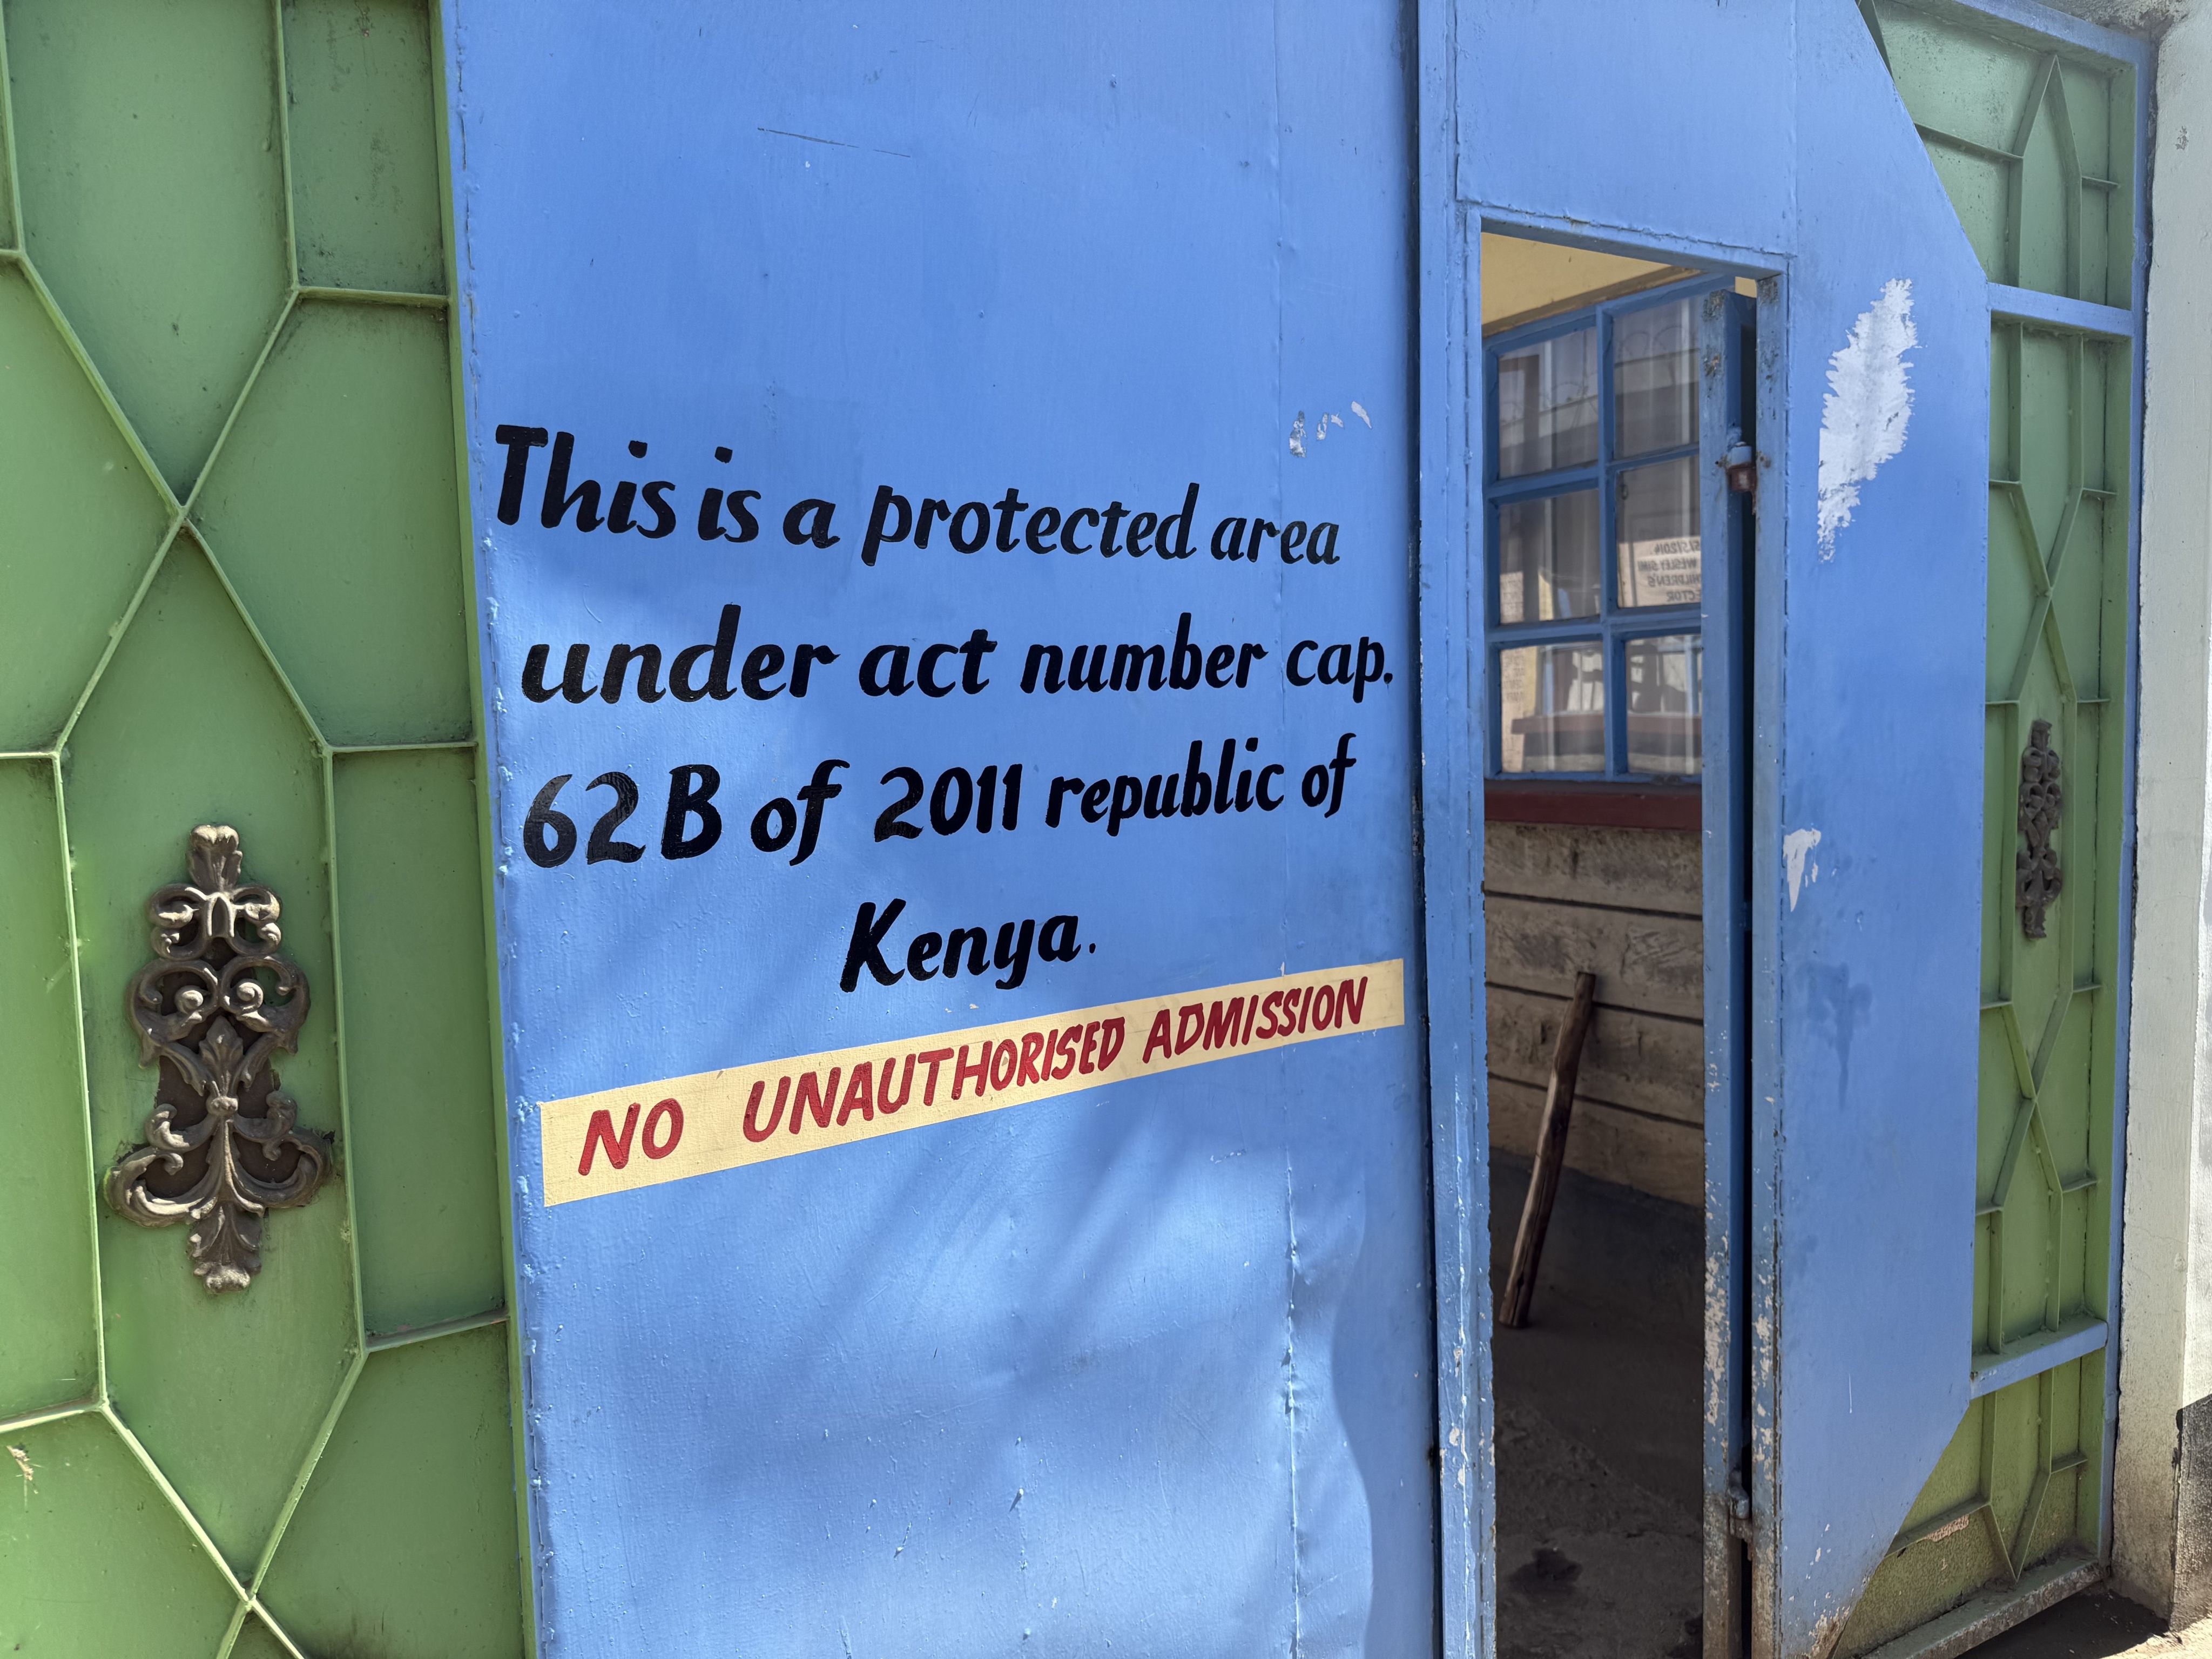 This is a protected area
under act number cap.
62B of 2011 republic of
Kenya.
NO UNAUTHORISED ADMISSION